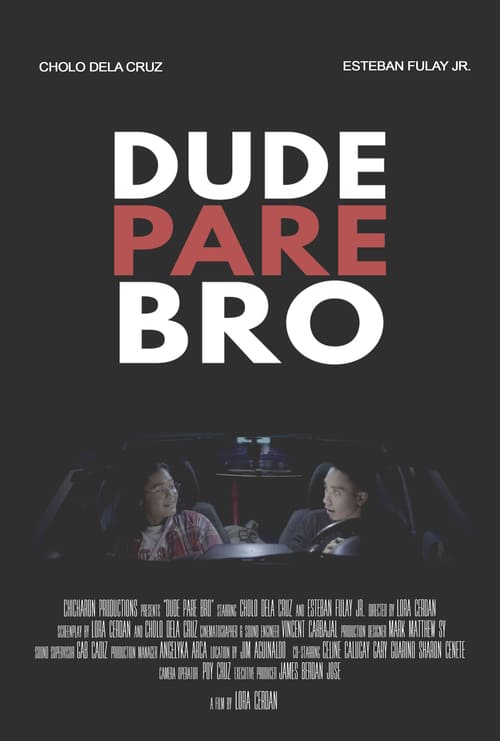 CHOLO DELA CRUZ
ESTEBAN FULAY JR.
DUDE
PARE
BRO
CHICHARON PRODUCTIONS PRESENTS "DUDE PARE BRO" STARRING CHOLO DELA CRUZ AND ESTEBAN FULAY JR. DIRECTED BY LORA CERDAN
SCREENPLAY BY LORA CERDAN AND CHOLO DELA CRUZ CINEMATOGRAPHER & SOUND ENGINEER VINCENT CARBAJAL PRODUCTION DESIGNER MARK MATTHEW SY
SOUND SUPERVISOR GAB CADIZ PRODUCTION MANAGER ANGELYKA ARCA LOCATION BY JIM AGUINALDO CO-STARRING CELINE CALUGAY GARY GUARINO SHARON CENETE
CAMERA OPERATOR POY CRUZ EXECUTIVE PRODUCER JAMES BERDAN JOSE
A FILM BY LORA CERDAN